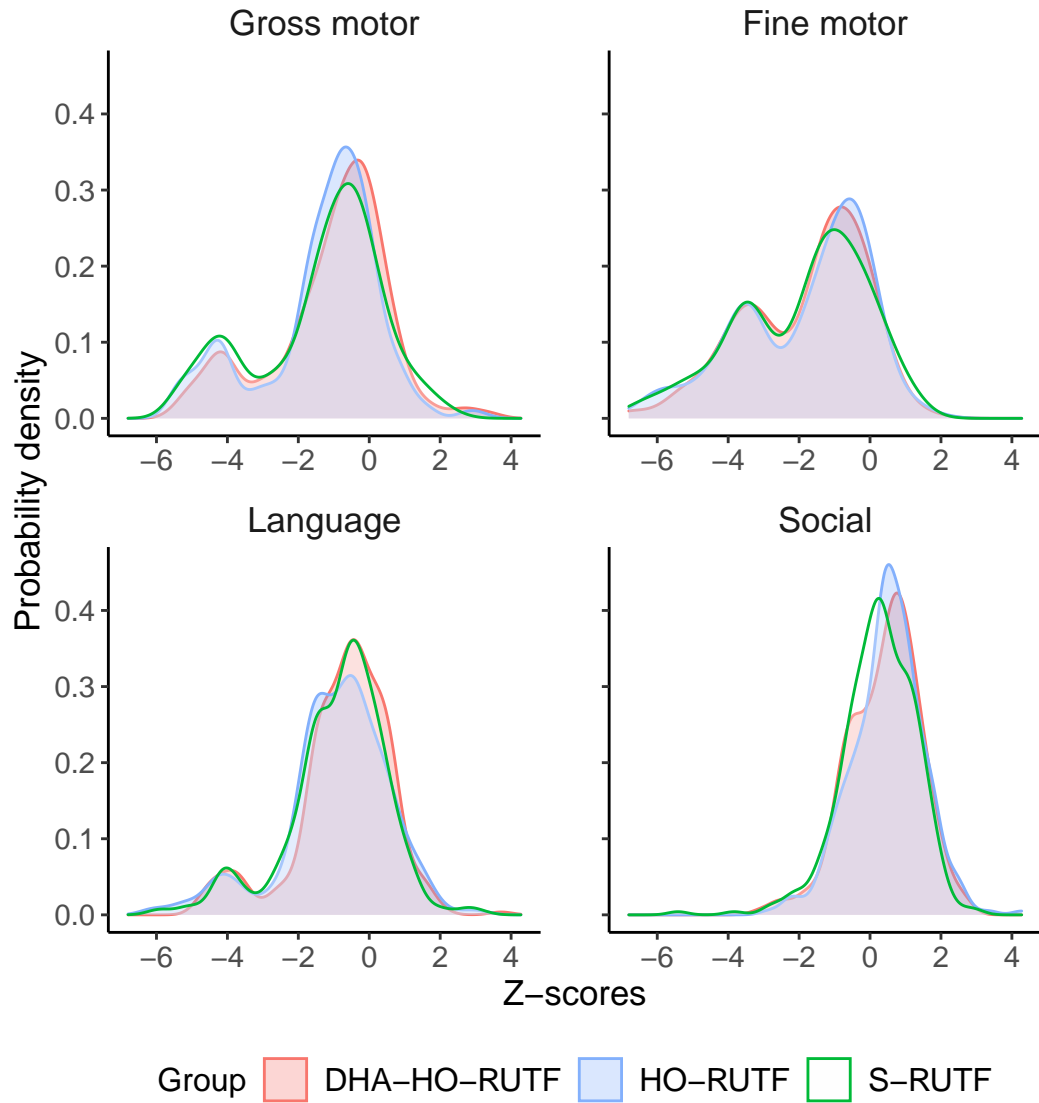 Gross motor
Fine motor
0.4
0.3
0.2
0.1
0.0
−6 −4 −2 0 2 4
−6 −4 −2 0 2 4
Probability density
Language
Social
0.4
0.3
0.2
0.1
0.0
−6 −4 −2 0 2 4
−6 −4 −2 0 2 4
Z−scores
Group DHA−HO−RUTF HO−RUTF S−RUTF